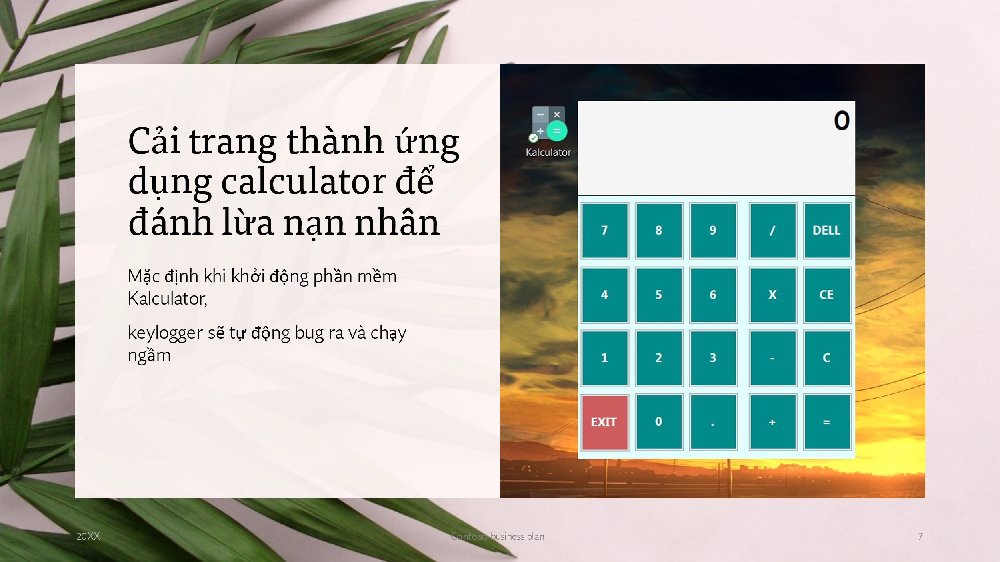 Cải trang thành ứng
dụng calculator để
đánh lừa nạn nhân
Mặc định khi khởi động phần mềm
Kalculator,
keylogger sẽ tự động bug ra và chạy
ngầm
Kalculator
0
7 8 9 / DELL
4 5 6 X CE
1 2 3 - C
EXIT 0 . + =
20XX
Contoso business plan
7